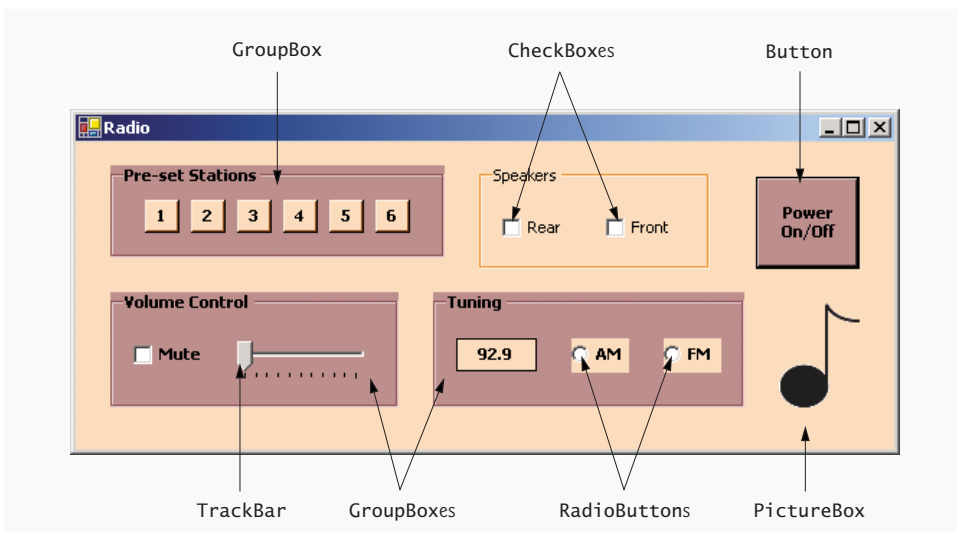 GroupBox CheckBoxes Button
Radio
Pre-set Stations Speakers
1 2 3 4 5 6 Rear Front Power
On/Off
Volume Control Tuning
Mute 92.9 AM FM
TrackBar GroupBoxes RadioButtons PictureBox